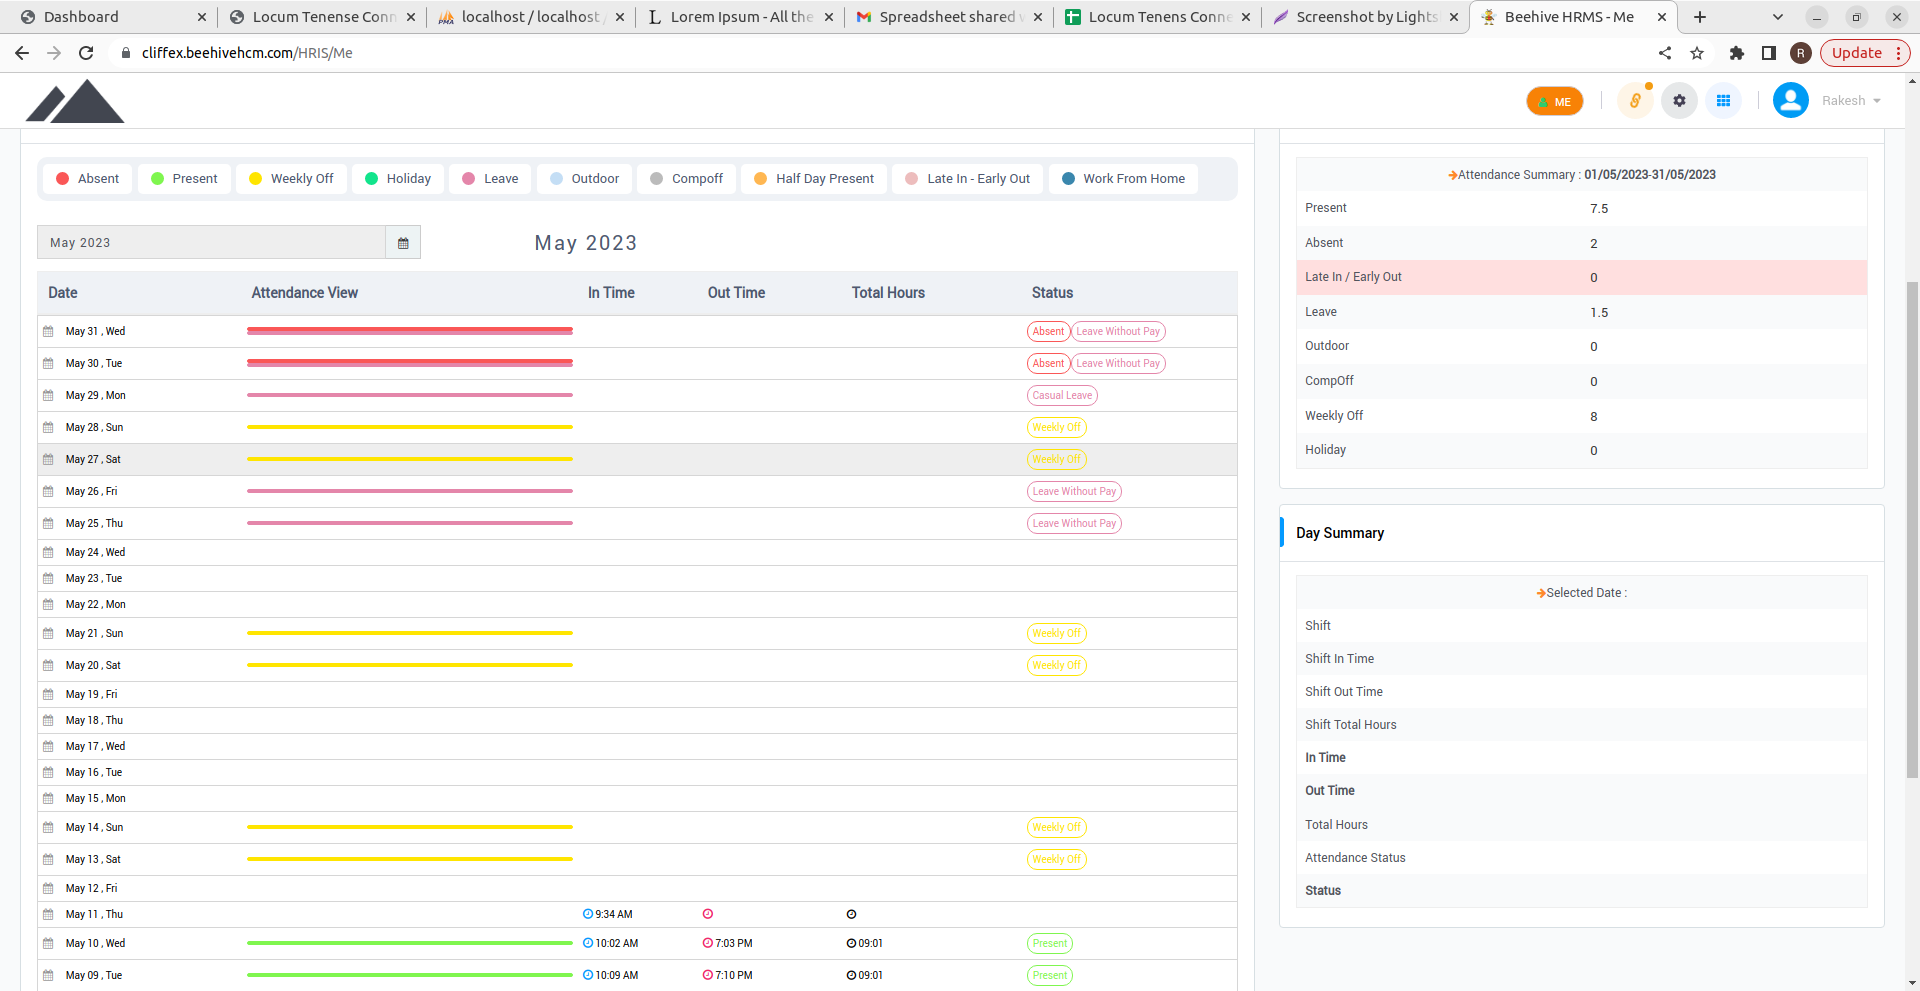 Dashboard
Locum Tenense Conn
localhost / localhost /
Lorem Ipsum - All the
Spreadsheet shared w
Locum Tenens Conne
Screenshot by Lights
Beehive HRMS - Me
cliffex.beehivehcm.com/HRIS/Me
R
Update
ME
Rakesh
Absent
Present
Weekly Off
Holiday
Leave
Outdoor
Compoff
Half Day Present
Late In - Early Out
Work From Home
May 2023
May 2023
Date Attendance View In Time Out Time Total Hours Status
May 31 , Wed Absent Leave Without Pay
May 30 , Tue Absent Leave Without Pay
May 29 , Mon Casual Leave
May 28 , Sun Weekly Off
May 27 , Sat Weekly Off
May 26 , Fri Leave Without Pay
May 25 , Thu Leave Without Pay
May 24 , Wed
May 23 , Tue
May 22 , Mon
May 21 , Sun Weekly Off
May 20 , Sat Weekly Off
May 19 , Fri
May 18 , Thu
May 17 , Wed
May 16 , Tue
May 15 , Mon
May 14 , Sun Weekly Off
May 13 , Sat Weekly Off
May 12 , Fri
May 11 , Thu 9:34 AM
May 10 , Wed 10:02 AM 7:03 PM 09:01 Present
May 09 , Tue 10:09 AM 7:10 PM 09:01 Present
Attendance Summary : 01/05/2023-31/05/2023
Present 7.5
Absent 2
Late In / Early Out 0
Leave 1.5
Outdoor 0
CompOff 0
Weekly Off 8
Holiday 0
Day Summary
Selected Date :
Shift
Shift In Time
Shift Out Time
Shift Total Hours
In Time
Out Time
Total Hours
Attendance Status
Status